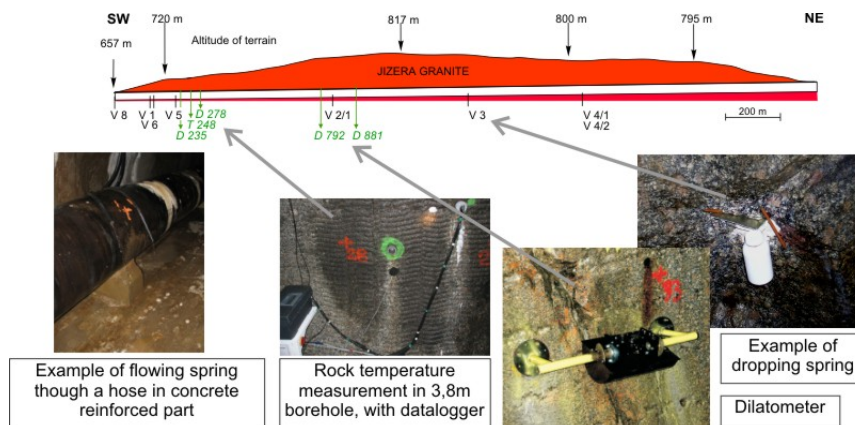 SW
720 m
817 m
800 m
795 m
NE
657 m
Altitude of terrain
JIZERA GRANITE
V 8
V 1
V 6
V 5
D 278
T 248
D 235
V 2/1
D 792
D 881
V 3
V 4/1
V 4/2
200 m
Example of flowing spring
though a hose in concrete
reinforced part
Rock temperature
measurement in 3,8m
borehole, with datalogger
Example of
dropping spring
Dilatometer